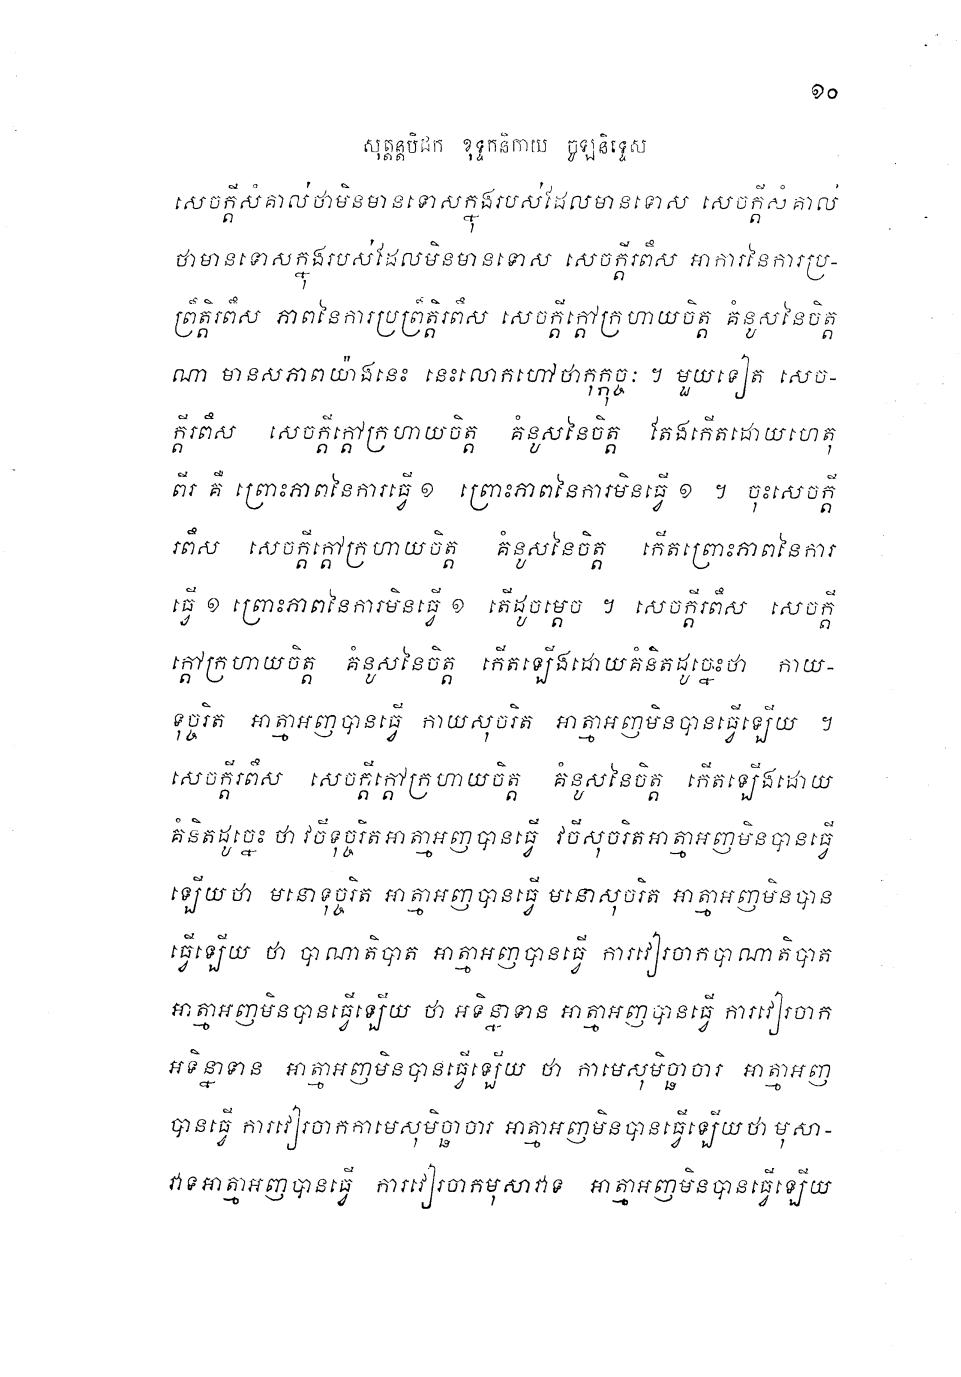 ១០
សុត្តន្តបិដក ខុទ្ទកនិកាយ ចូឡនិទ្ទេស
សេចក្តីសំគាល់ថាមិនមានទោសក្នុងរបស់ដែលមានទោស សេចក្តីសំគាល់
ថាមានទោសក្នុងរបស់ដែលមិនមានទោស សេចក្តីរពឹស អាការនៃការប្រ-
ព្រឹត្តិរពឹស ភាពនៃការប្រព្រឹត្តិរពឹស សេចក្តីក្តៅក្រហាយចិត្ត គំនូសនៃចិត្ត
ណា មានសភាពយ៉ាងនេះ នេះលោកហៅថាកុក្កុច្ចៈ ។ មួយទៀត សេច-
ក្តីរពឹស សេចក្តីក្តៅក្រហាយចិត្ត គំនូសនៃចិត្ត តែងកើតដោយហេតុ
ពីរ គឺ ព្រោះភាពនៃការធ្វើ ១ ព្រោះភាពនៃការមិនធ្វើ ១ ។ ចុះសេចក្តី
រពឹស សេចក្តីក្តៅក្រហាយចិត្ត គំនូសនៃចិត្ត កើតព្រោះភាពនៃការ
ធ្វើ ១ ព្រោះភាពនៃការមិនធ្វើ ១ តើដូចម្តេច ។ សេចក្តីរពឹស សេចក្តី
ក្តៅក្រហាយចិត្ត គំនូសនៃចិត្ត កើតឡើងដោយគំនិតដូច្នេះថា កាយ-
ទុច្ចរិត អាត្មាអញបានធ្វើ កាយសុចរិត អាត្មាអញមិនបានធ្វើឡើយ ។
សេចក្តីរពឹស សេចក្តីក្តៅក្រហាយចិត្ត គំនូសនៃចិត្ត កើតឡើងដោយ
គំនិតដូច្នេះ ថា វចីទុច្ចរិតអាត្មាអញបានធ្វើ វចីសុចរិតអាត្មាអញមិនបានធ្វើ
ឡើយថា មនោទុច្ចរិត អាត្មាអញបានធ្វើ មនោសុចរិត អាត្មាអញមិនបាន
ធ្វើឡើយ ថា បាណាតិបាត អាត្មាអញបានធ្វើ ការវៀរចាកបាណាតិបាត
អាត្មាអញមិនបានធ្វើឡើយ ថា អទិន្នាទាន អាត្មាអញបានធ្វើ ការវៀរចាក
អទិន្នាទាន អាត្មាអញមិនបានធ្វើឡើយ ថា កាមេសុមិច្ឆាចារ អាត្មាអញ
បានធ្វើ ការវៀរចាកកាមេសុមិច្ឆាចារ អាត្មាអញមិនបានធ្វើឡើយថា មុសា-
វាទអាត្មាអញបានធ្វើ ការវៀរចាកមុសាវាទ អាត្មាអញមិនបានធ្វើឡើយ